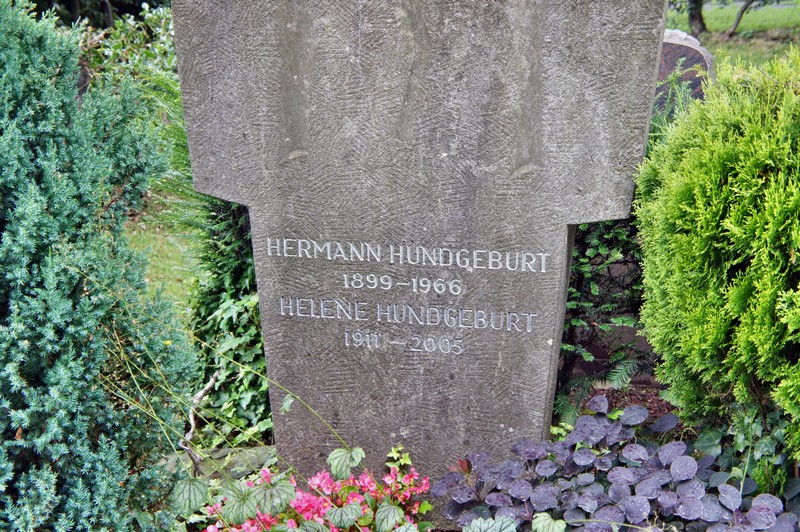 HERMANN HUNDGEBURT
1899-1966
HELENE HUNDGEBURT
1911-2005